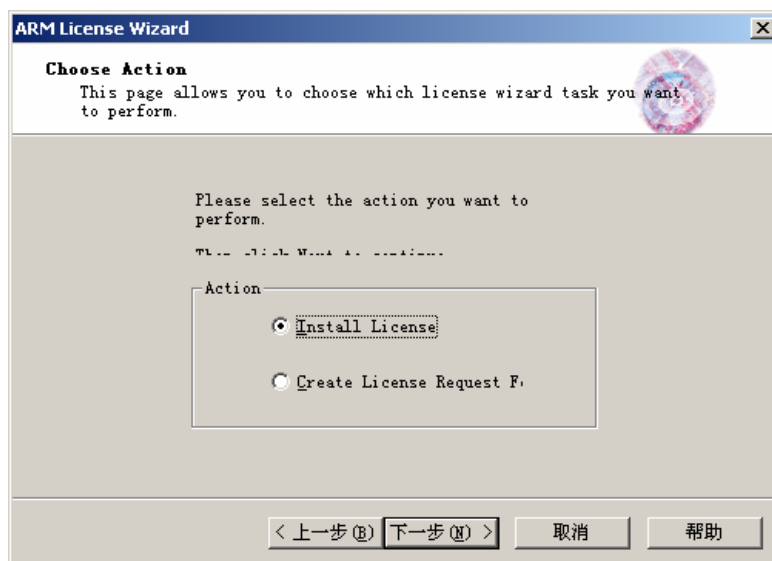 ARM License Wizard
Choose Action
This page allows you to choose which license wizard task you want
to perform.
Please select the action you want to
perform.
Action
Install License
Create License Request
< 上一步(B)
下一步(N) >
取消
帮助